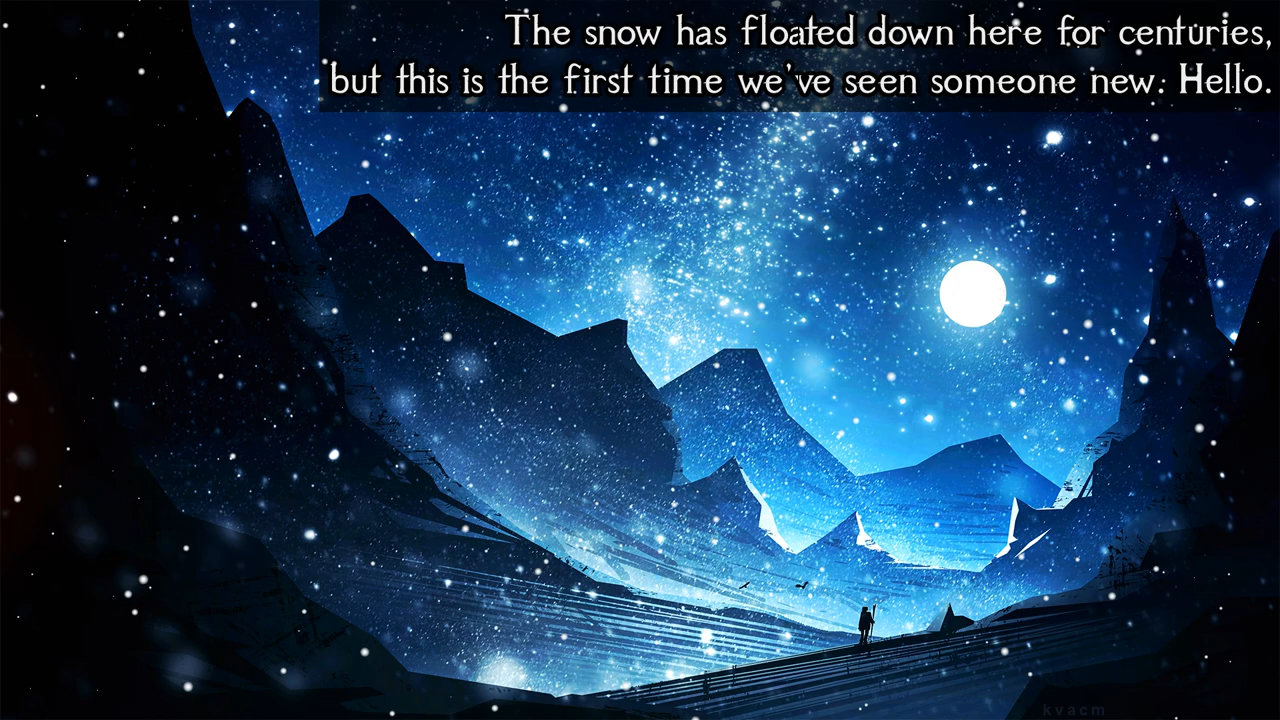 The snow has floated down here for centuries,
but this is the first time we've seen someone new. Hello.
kvacm